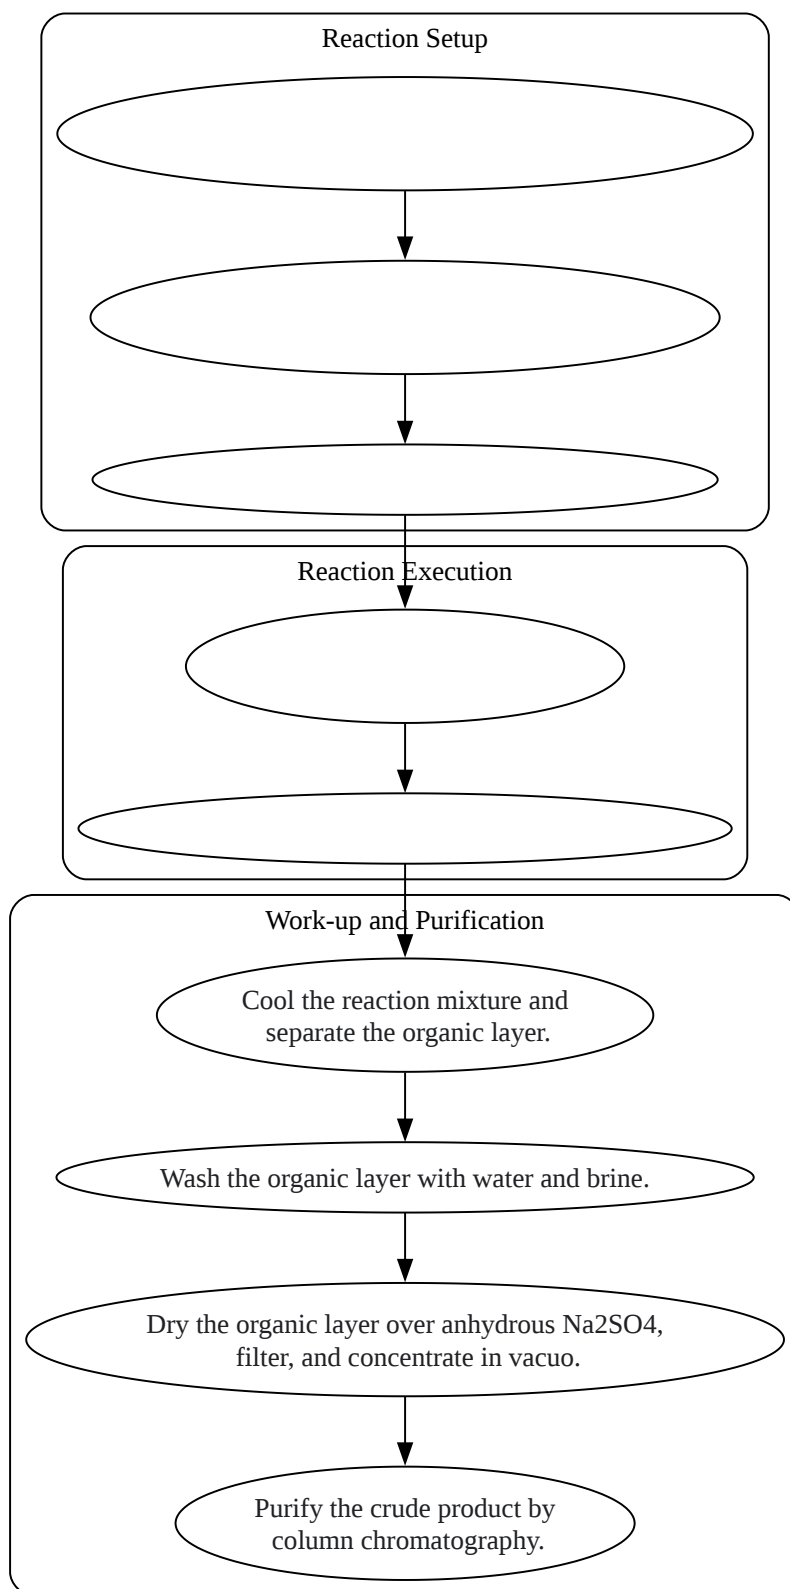 Reaction Setup
Reaction Execution
Work-up and Purification
Cool the reaction mixture and
separate the organic layer.
Wash the organic layer with water and brine.
Dry the organic layer over anhydrous Na2SO4,
filter, and concentrate in vacuo.
Purify the crude product by
column chromatography.